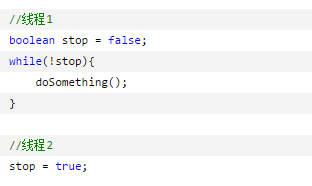 //线程1
boolean stop = false;
while(!stop){
    doSomething();
}
//线程2
stop = true;